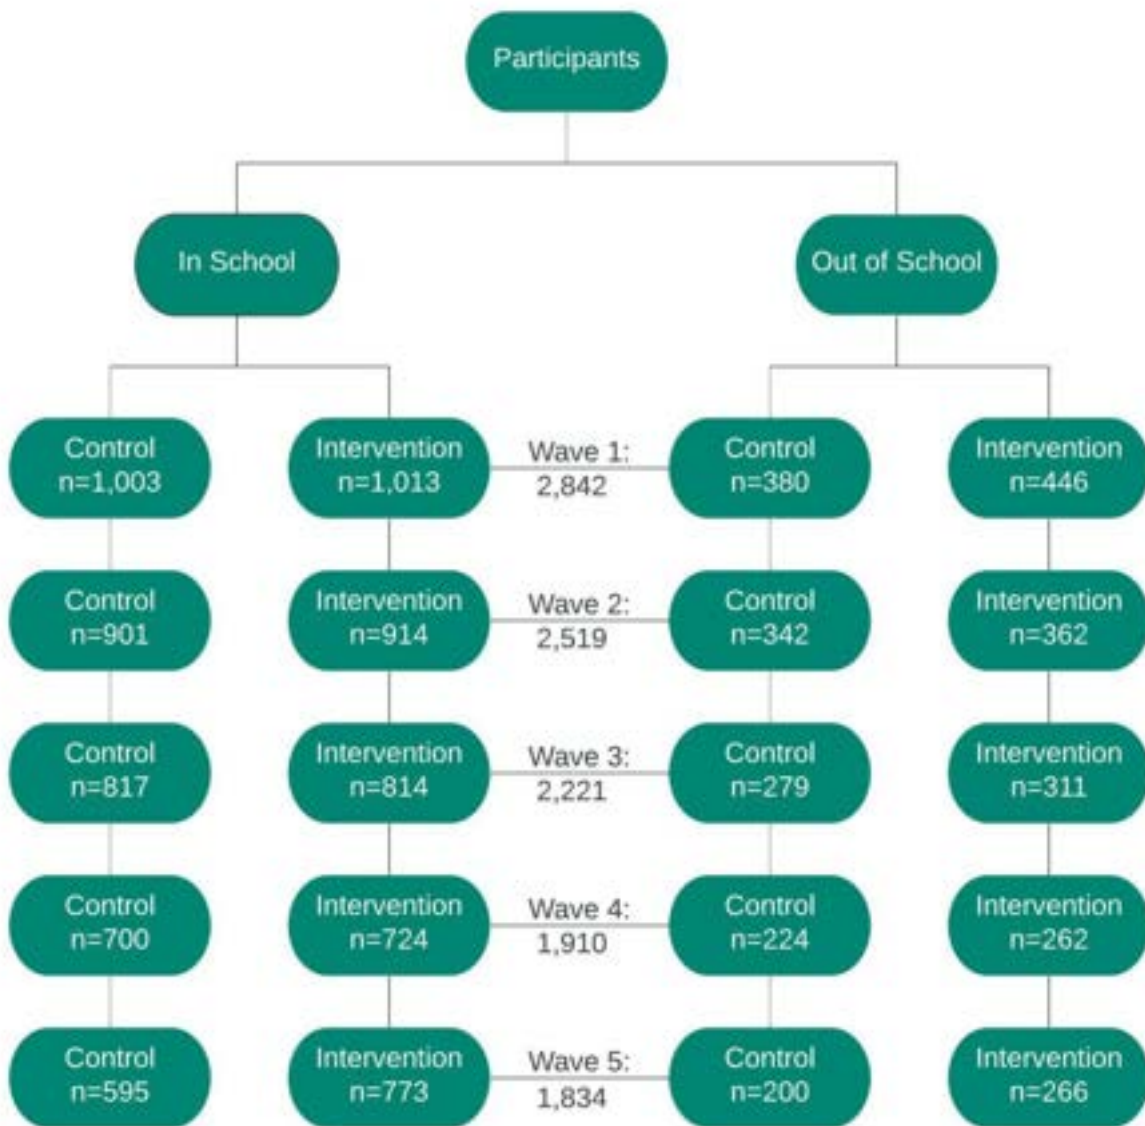 Participants
In School
Out of School
Control
n=1,003
Intervention
n=1,013
Wave 1:
2,842
Control
n=380
Intervention
n=446
Control
n=901
Intervention
n=914
Wave 2:
2,519
Control
n=342
Intervention
n=362
Control
n=817
Intervention
n=814
Wave 3:
2,221
Control
n=279
Intervention
n=311
Control
n=700
Intervention
n=724
Wave 4:
1,910
Control
n=224
Intervention
n=262
Control
n=595
Intervention
n=773
Wave 5:
1,834
Control
n=200
Intervention
n=266